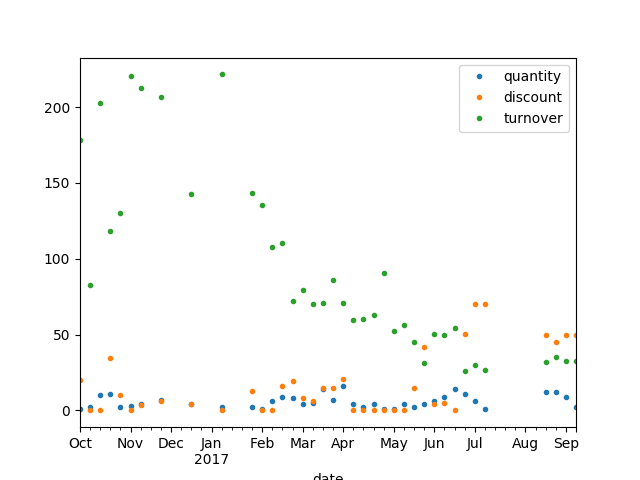 quantity
discount
turnover
200
150
100
50
0
Oct Nov Dec Jan Feb Mar Apr May Jun Jul Aug Sep
2017
date